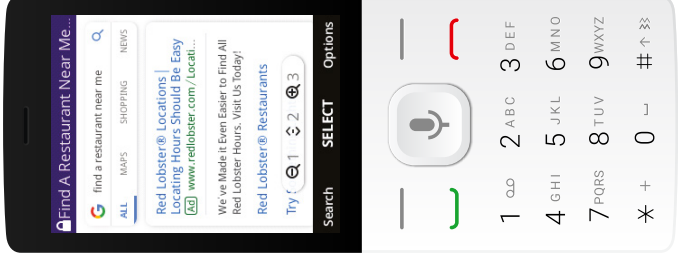 Find A Restaurant Near Me...
find a restaurant near me
ALL MAPS SHOPPING NEWS
Red Lobster® Locations |
Locating Hours Should Be Easy
Ad www.redlobster.com/Locati...
We've Made it Even Easier to Find All
Red Lobster Hours. Visit Us Today!
Red Lobster® Restaurants
Try
1 2 3
Search SELECT Options
1 2 ABC 3 DEF
4 GHI 5 JKL 6 MNO
7 PQRS 8 TUV 9 WXYZ
* + 0 #